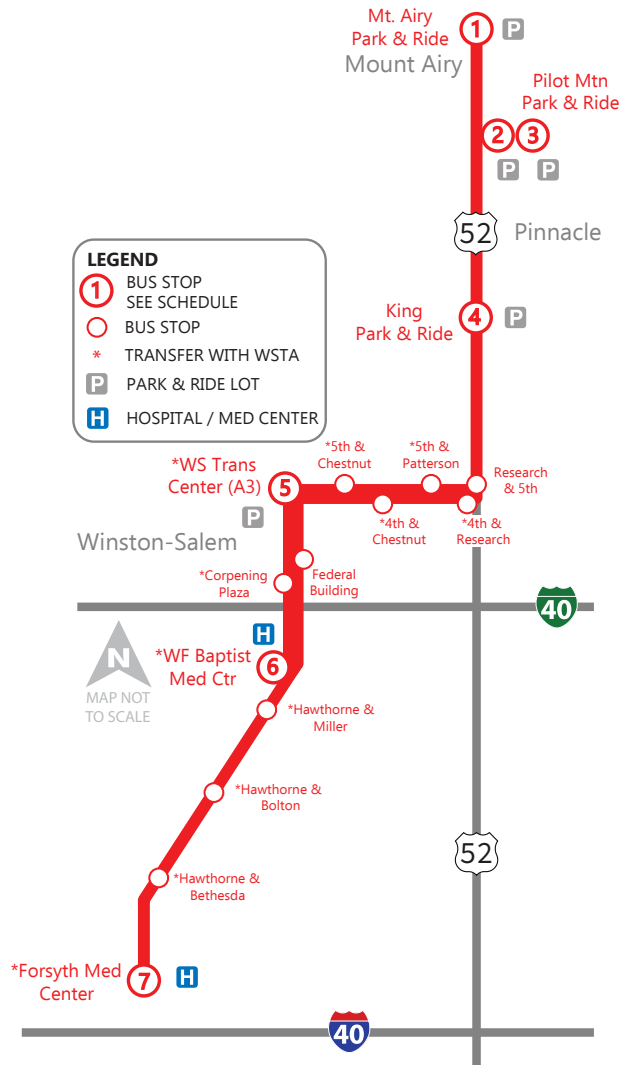 Mt. Airy
Park & Ride
1
P
Mount Airy
Pilot Mtn
Park & Ride
2
3
P
P
52
Pinnacle
LEGEND
1
BUS STOP
SEE SCHEDULE
BUS STOP
*
TRANSFER WITH WSTA
P
PARK & RIDE LOT
H
HOSPITAL / MED CENTER
King
Park & Ride
4
P
*WS Trans
Center (A3)
5
P
*5th &
Chestnut
*5th &
Patterson
Research
& 5th
*4th &
Chestnut
*4th &
Research
Winston-Salem
*Corpening
Plaza
Federal
Building
40
N
MAP NOT
TO SCALE
H
*WF Baptist
Med Ctr
6
*Hawthorne &
Miller
*Hawthorne &
Bolton
52
*Hawthorne &
Bethesda
*Forsyth Med
Center
7
H
40